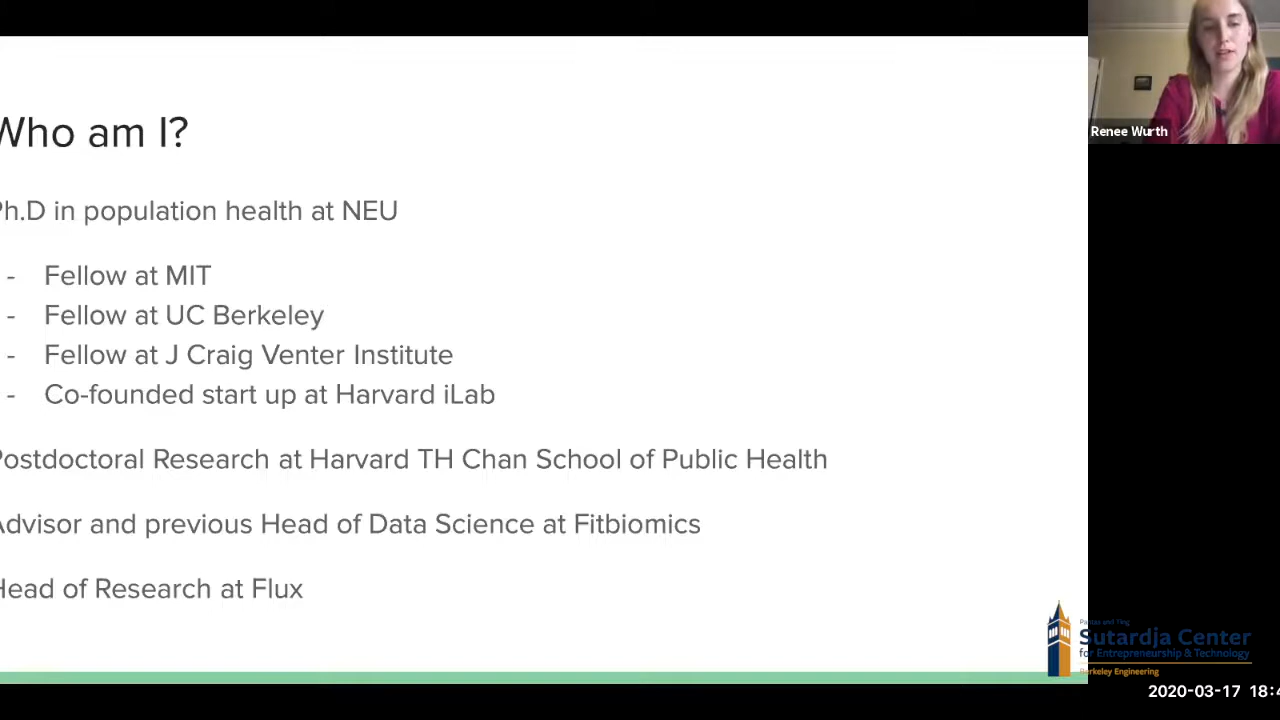 Who am I?
Ph.D in population health at NEU
- Fellow at MIT
- Fellow at UC Berkeley
- Fellow at J Craig Venter Institute
- Co-founded start up at Harvard iLab
Postdoctoral Research at Harvard TH Chan School of Public Health
Advisor and previous Head of Data Science at Fitbiomics
Head of Research at Flux
Renee Wurth
Sutardja Center
for Entrepreneurship & Technology
Berkeley Engineering
2020-03-17